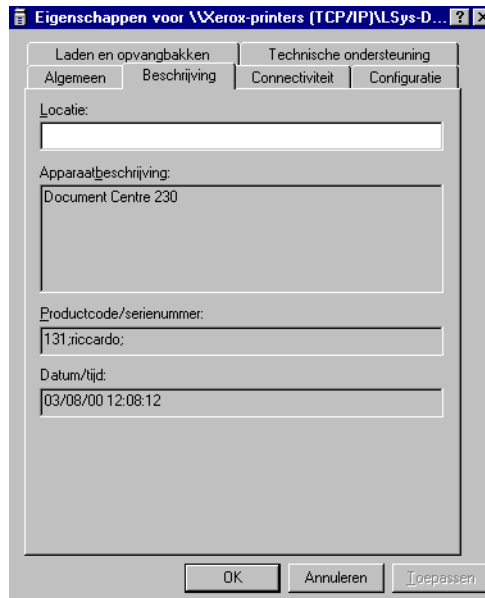 Eigenschappen voor \\Xerox-printers (TCP/IP)\LSys-D...
Laden en opvangbakken Technische ondersteuning
Algemeen Beschrijving Connectiviteit Configuratie
Locatie:
Apparaatbeschrijving:
Document Centre 230
Productcode/serienummer:
131;riccardo;
Datum/tijd:
03/08/00 12:08:12
OK Annuleren Toepassen